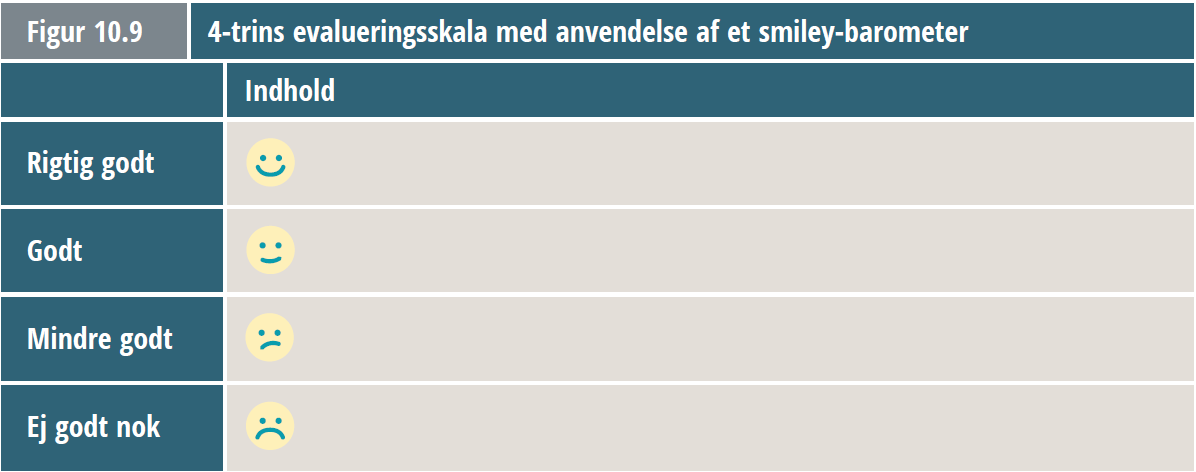 Figur 10.9
4-trins evalueringsskala med anvendelse af et smiley-barometer
Indhold
Rigtig godt
Godt
Mindre godt
Ej godt nok